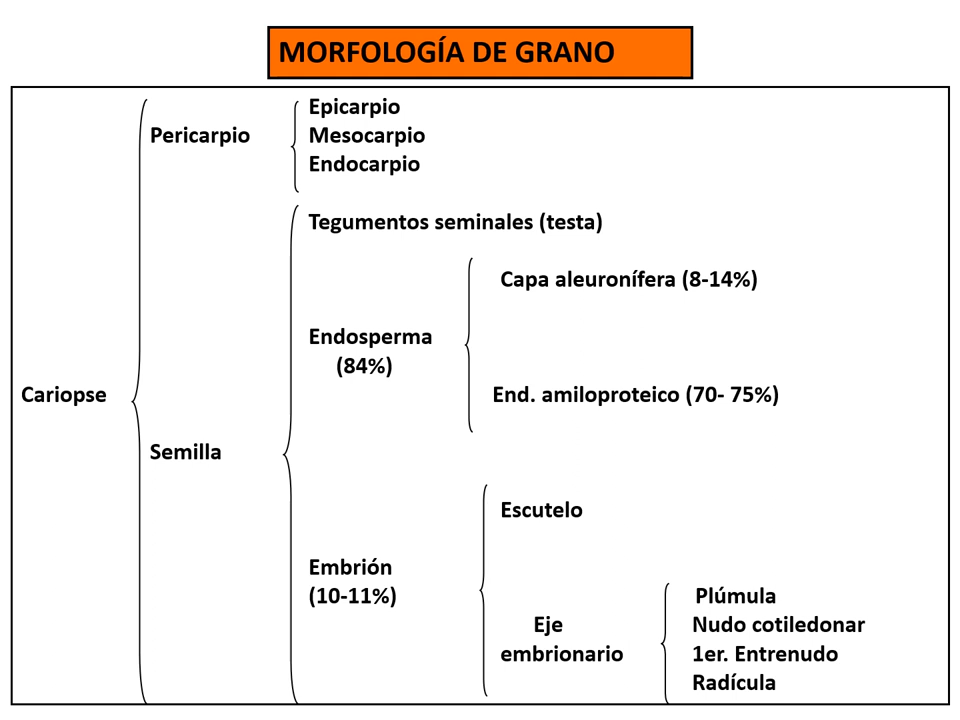 MORFOLOGÍA DE GRANO
Epicarpio
Pericarpio
Mesocarpio
Endocarpio
Tegumentos seminales (testa)
Capa aleuronífera (8-14%)
Endosperma
(84%)
Cariopse
End. amiloproteico (70- 75%)
Semilla
Escutelo
Embrión
(10-11%)
Plúmula
Eje
Nudo cotiledonar
embrionario
1er. Entrenudo
Radícula